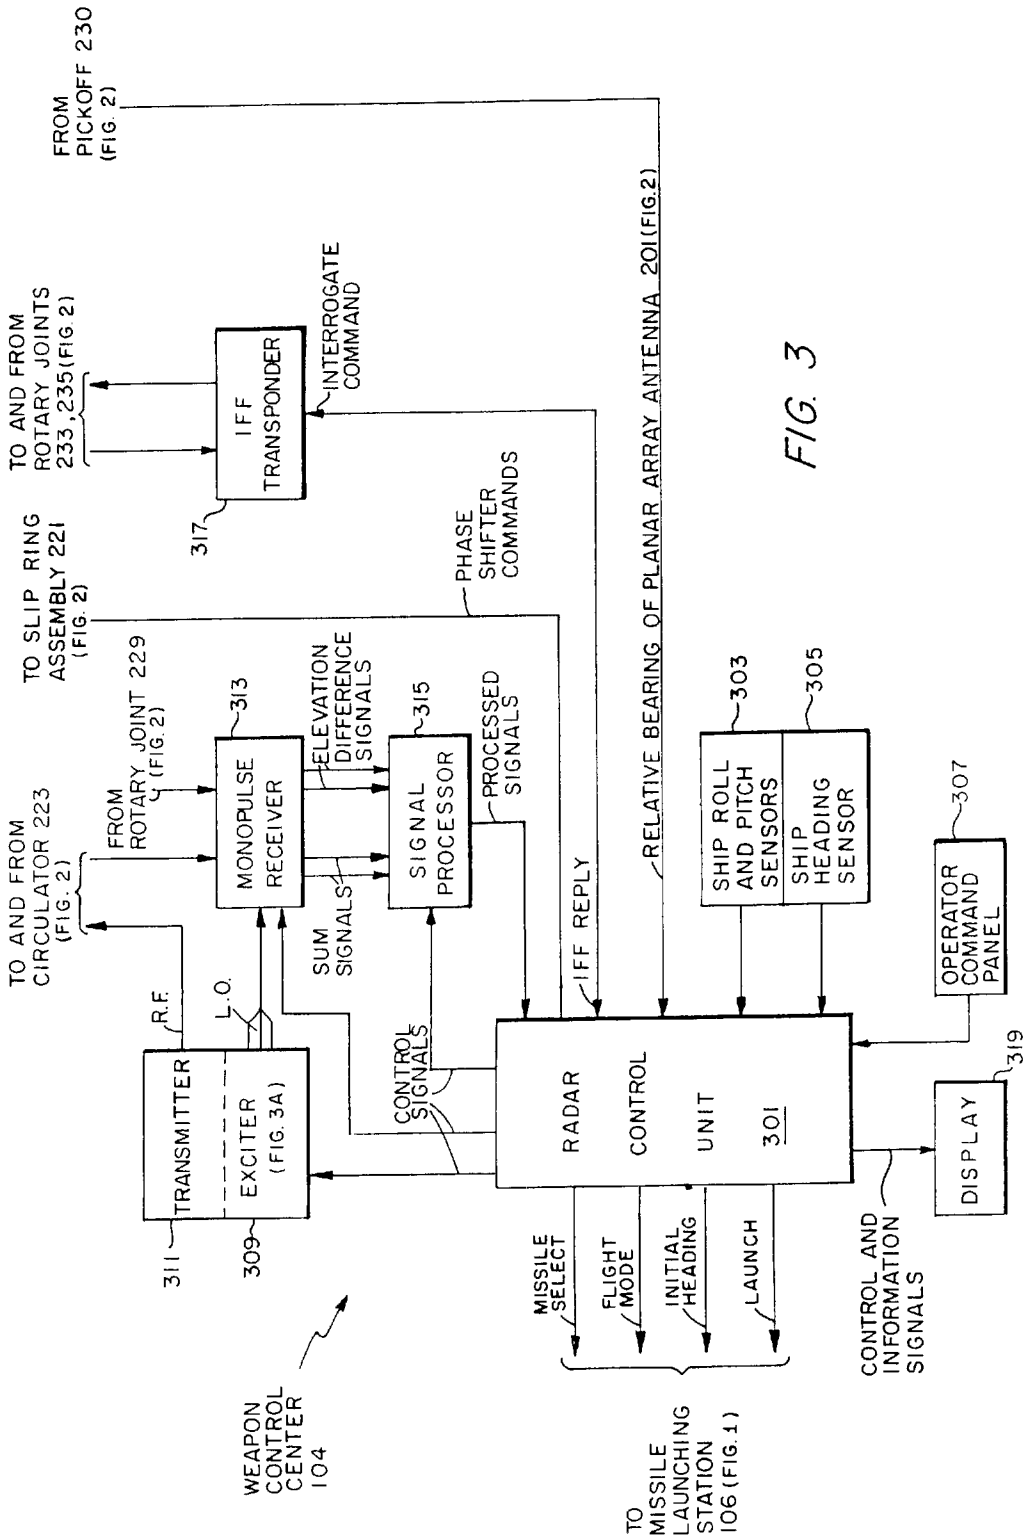 TO AND FROM
CIRCULATOR 223
(FIG. 2)
FROM
ROTARY JOINT 229
(FIG. 2)
TO SLIP RING
ASSEMBLY 221
(FIG. 2)
TO AND FROM
ROTARY JOINTS
233, 235 (FIG. 2)
FROM
PICKOFF 230
(FIG. 2)
R.F.
L.O.
311
TRANSMITTER
309
EXCITER
(FIG. 3A)
313
MONOPULSE
RECEIVER
SUM
SIGNALS
ELEVATION
DIFFERENCE
SIGNALS
315
SIGNAL
PROCESSOR
PROCESSED
SIGNALS
PHASE
SHIFTER
COMMANDS
317
IFF
TRANSPONDER
INTERROGATE
COMMAND
WEAPON
CONTROL
CENTER
104
CONTROL
SIGNALS
IFF REPLY
RELATIVE BEARING OF PLANAR ARRAY ANTENNA 201 (FIG.2)
RADAR
CONTROL
UNIT
301
303
SHIP ROLL
AND PITCH
SENSORS
305
SHIP
HEADING
SENSOR
MISSILE
SELECT
FLIGHT
MODE
INITIAL
HEADING
LAUNCH
TO
MISSILE
LAUNCHING
STATION
106 (FIG. 1)
CONTROL AND
INFORMATION
SIGNALS
DISPLAY
319
OPERATOR
COMMAND
PANEL
307
FIG. 3